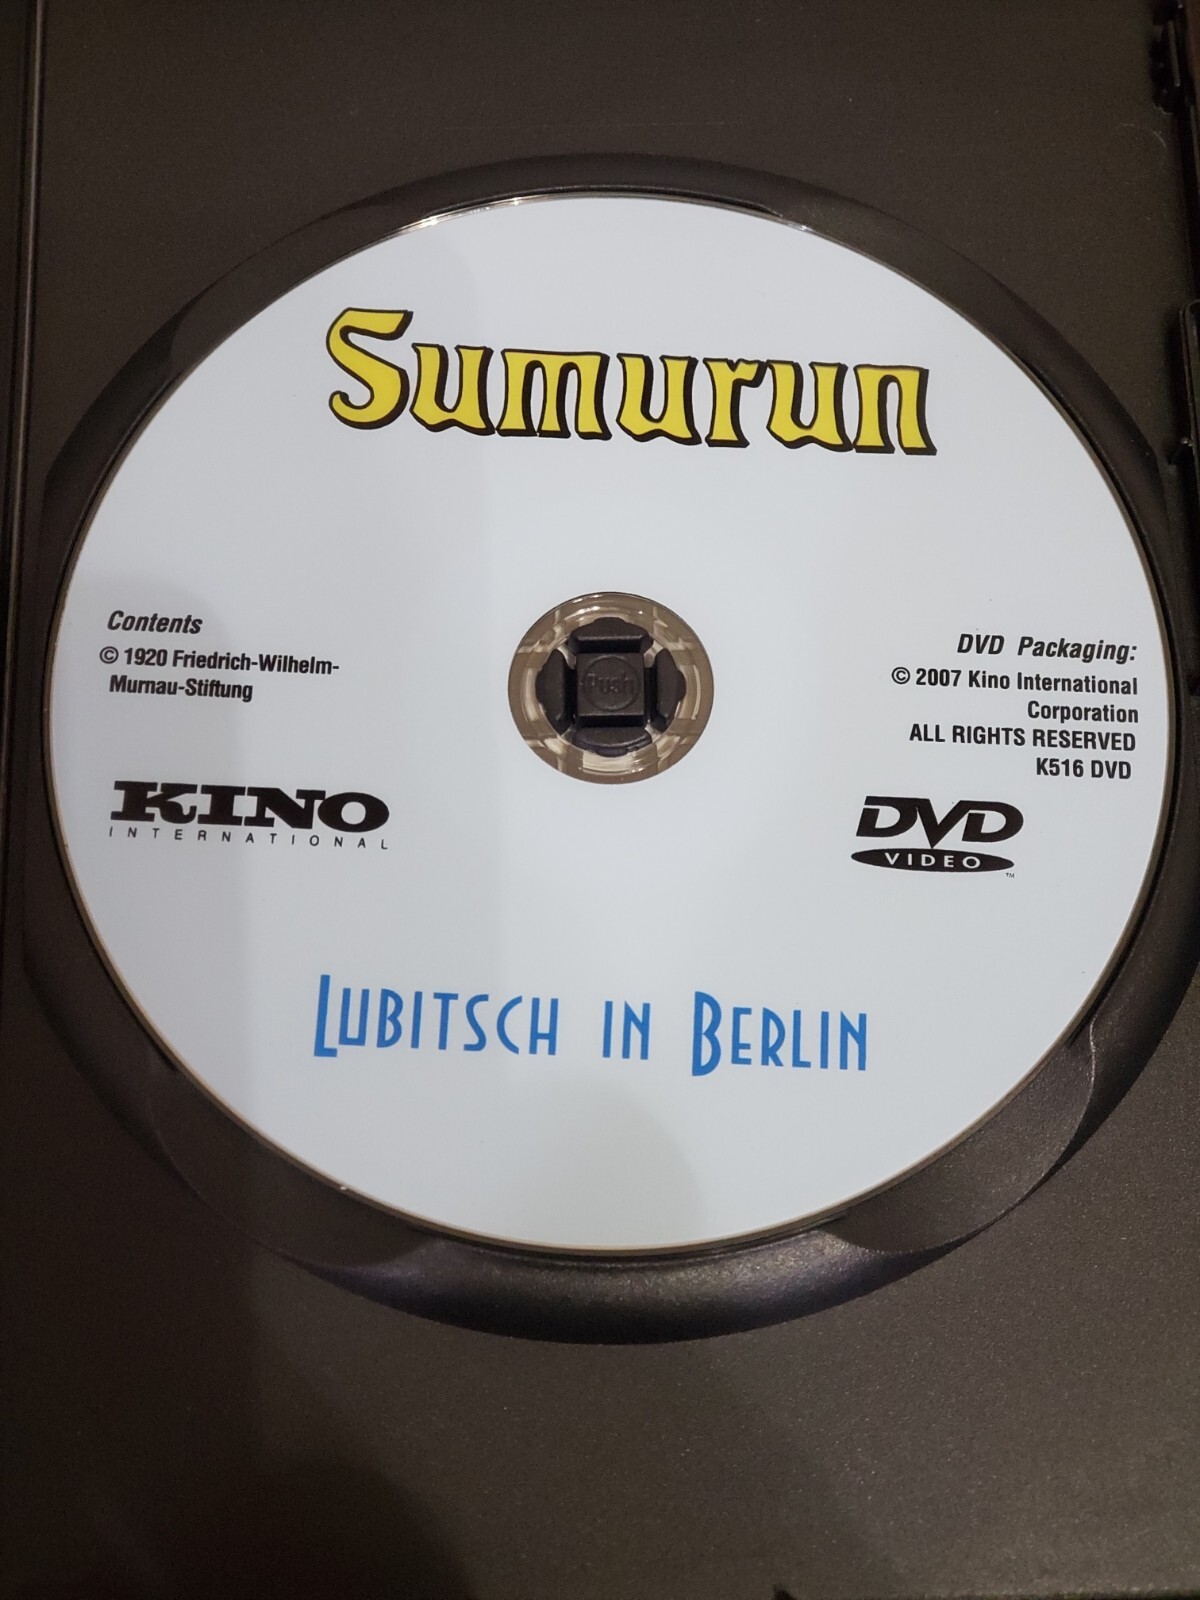 Sumurun
Contents
© 1920 Friedrich-Wilhelm-
Murnau-Stiftung
DVD Packaging:
© 2007 Kino International
Corporation
ALL RIGHTS RESERVED
K516 DVD
Push
KINO
INTERNATIONAL
DVD
VIDEO
TM
LUBITSCH IN BERLIN